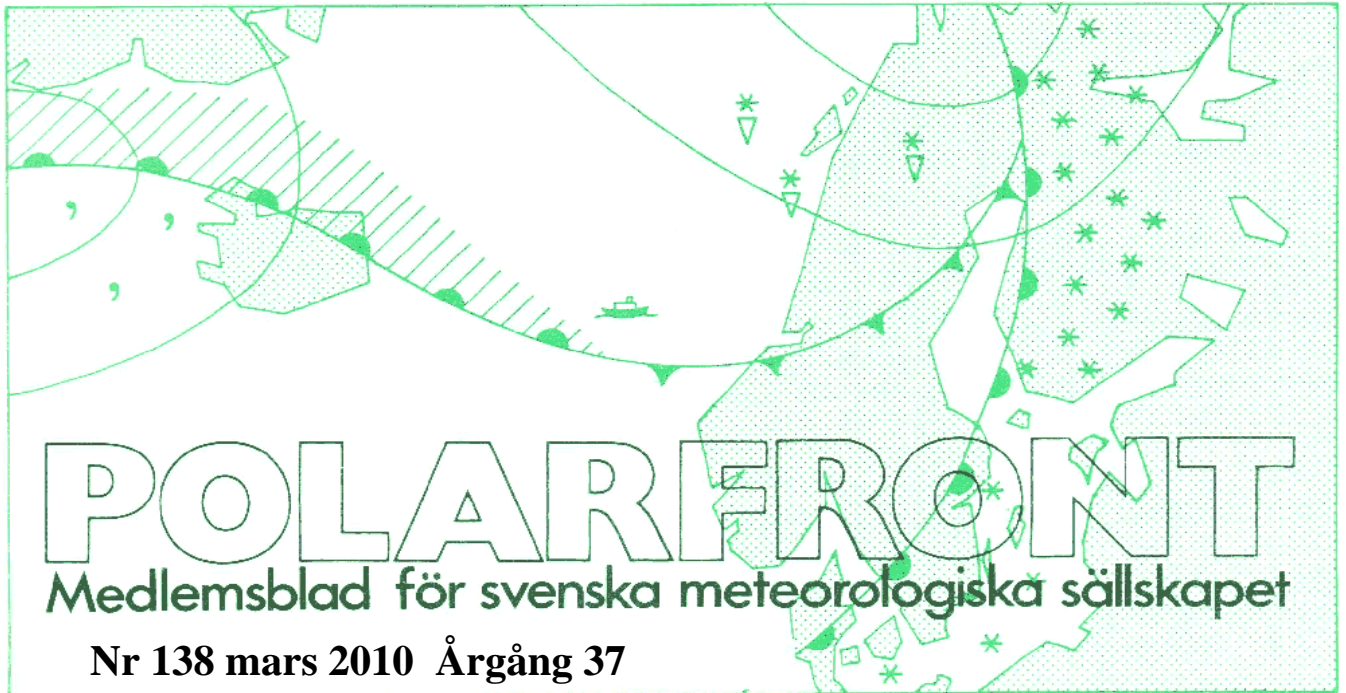 POLARFRONT
Medlemsblad för svenska meteorologiska sällskapet
Nr 138 mars 2010 Årgång 37